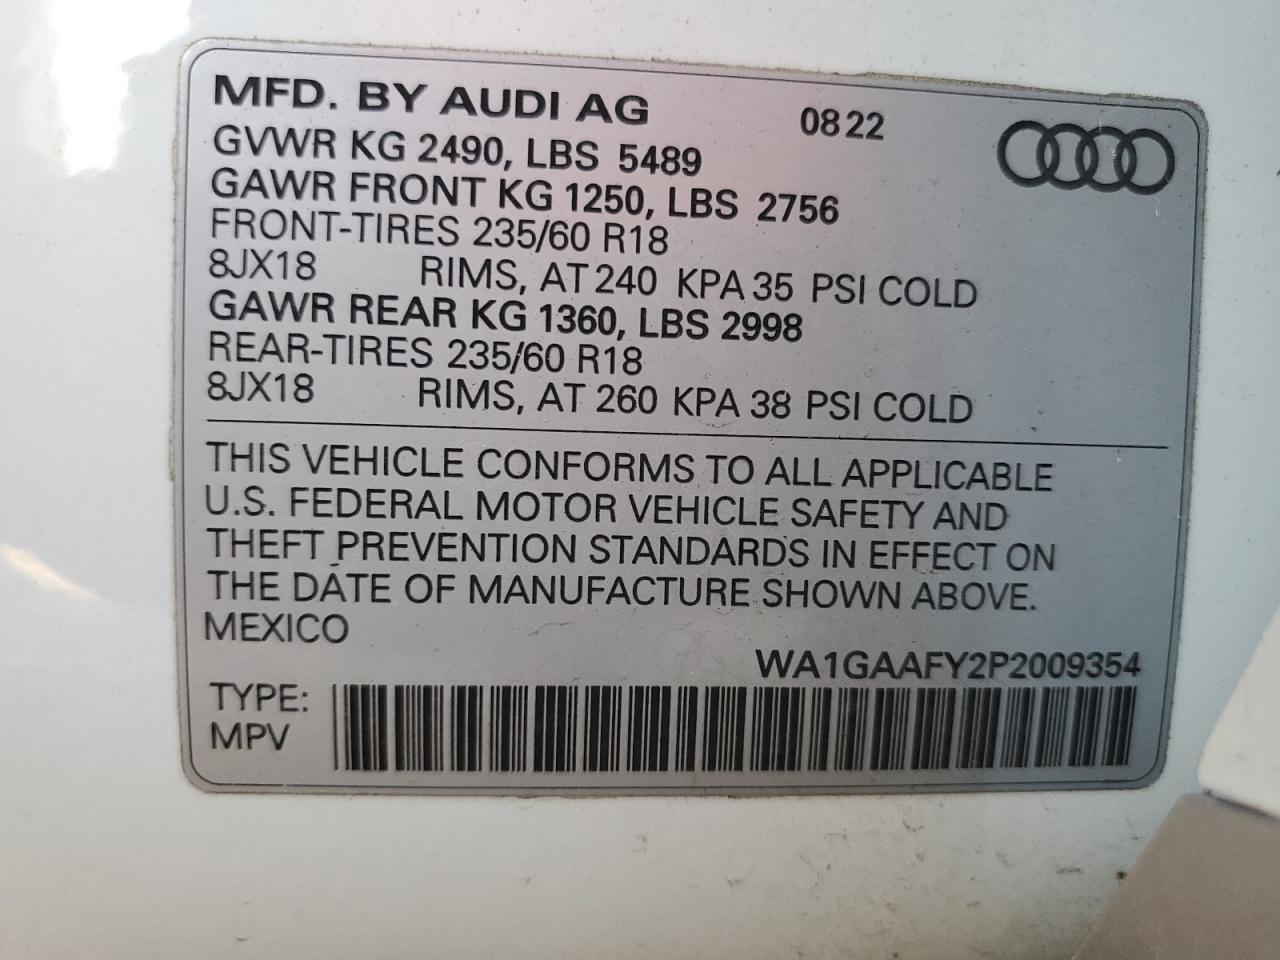 MFD. BY AUDI AG 0822
GVWR KG 2490, LBS 5489
GAWR FRONT KG 1250, LBS 2756
FRONT-TIRES 235/60 R18
8JX18 RIMS, AT 240 KPA 35 PSI COLD
GAWR REAR KG 1360, LBS 2998
REAR-TIRES 235/60 R18
8JX18 RIMS, AT 260 KPA 38 PSI COLD
THIS VEHICLE CONFORMS TO ALL APPLICABLE
U.S. FEDERAL MOTOR VEHICLE SAFETY AND
THEFT PREVENTION STANDARDS IN EFFECT ON
THE DATE OF MANUFACTURE SHOWN ABOVE.
MEXICO
WA1GAAFY2P2009354
TYPE:
MPV